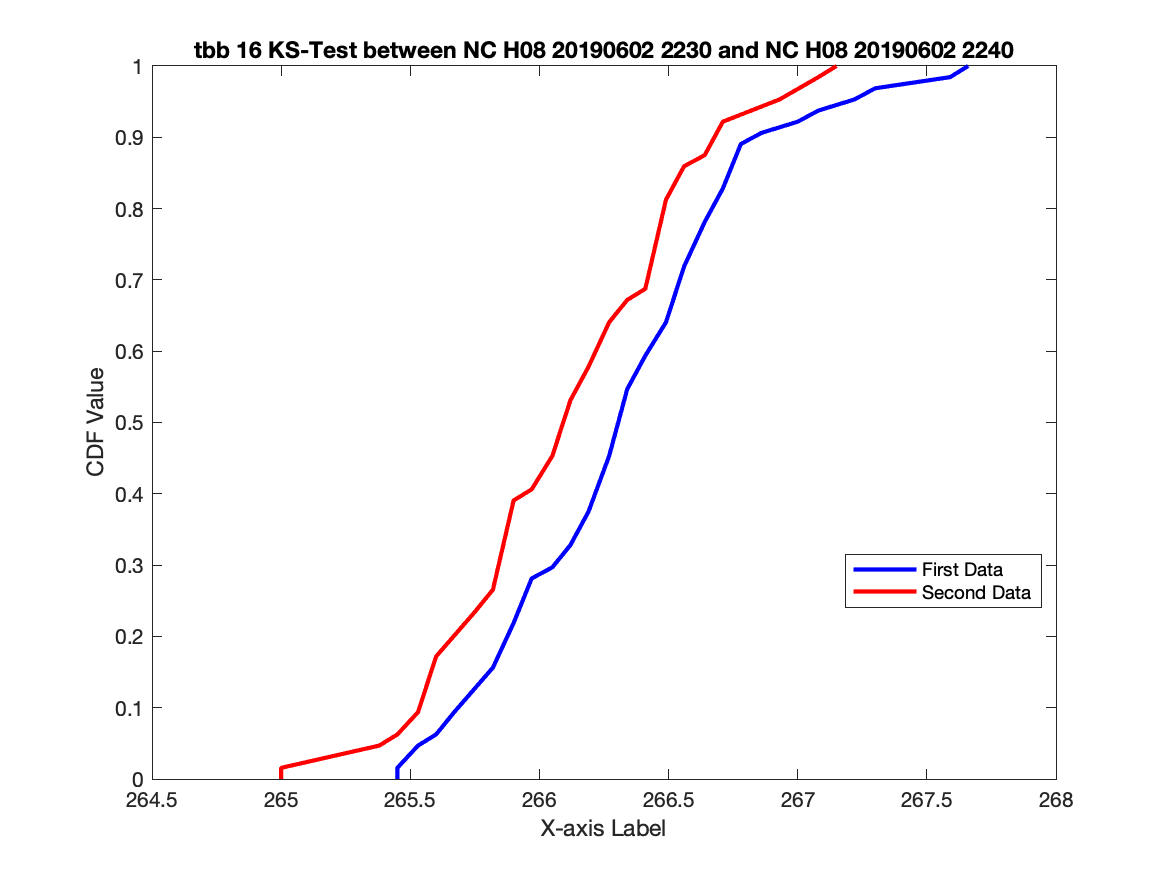 tbb 16 KS-Test between NC H08 20190602 2230 and NC H08 20190602 2240
1
0.9
0.8
0.7
0.6
0.5
0.4
0.3
0.2
0.1
0
CDF Value
First Data
Second Data
264.5 265 265.5 266 266.5 267 267.5 268
X-axis Label